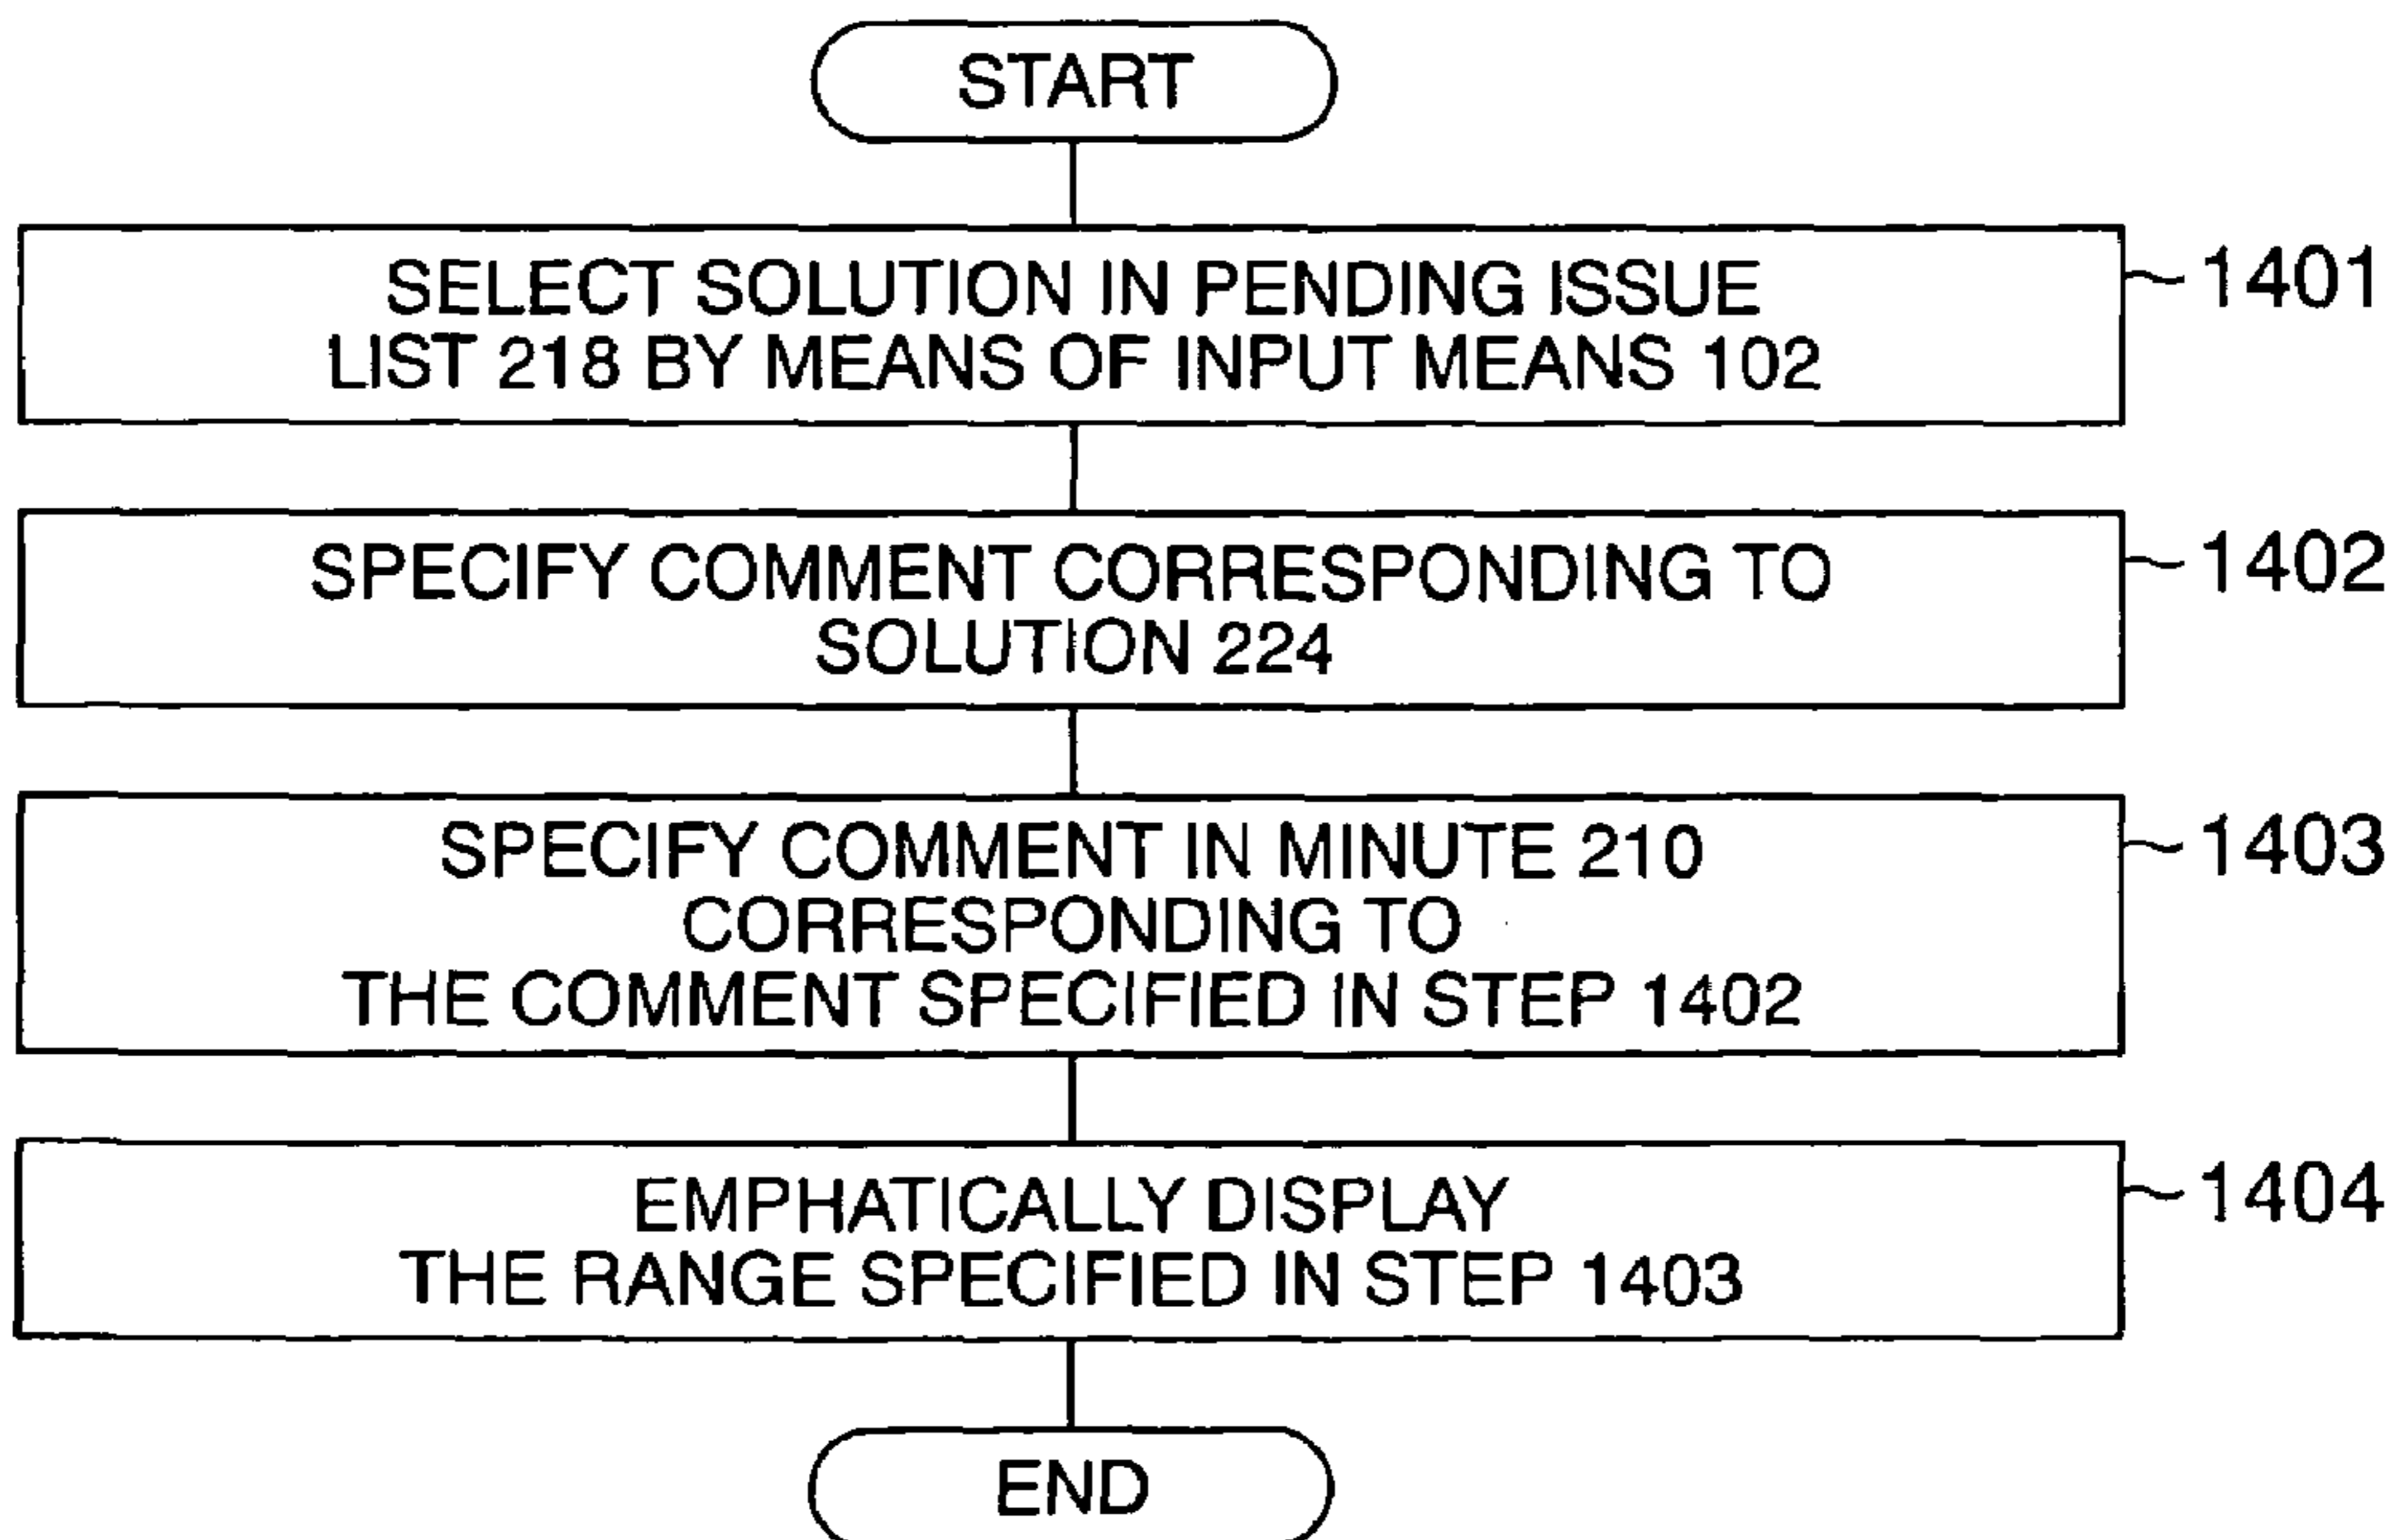 START
SELECT SOLUTION IN PENDING ISSUE
LIST 218 BY MEANS OF INPUT MEANS 102
1401
SPECIFY COMMENT CORRESPONDING TO
SOLUTION 224
1402
SPECIFY COMMENT IN MINUTE 210
CORRESPONDING TO
THE COMMENT SPECIFIED IN STEP 1402
1403
EMPHATICALLY DISPLAY
THE RANGE SPECIFIED IN STEP 1403
1404
END